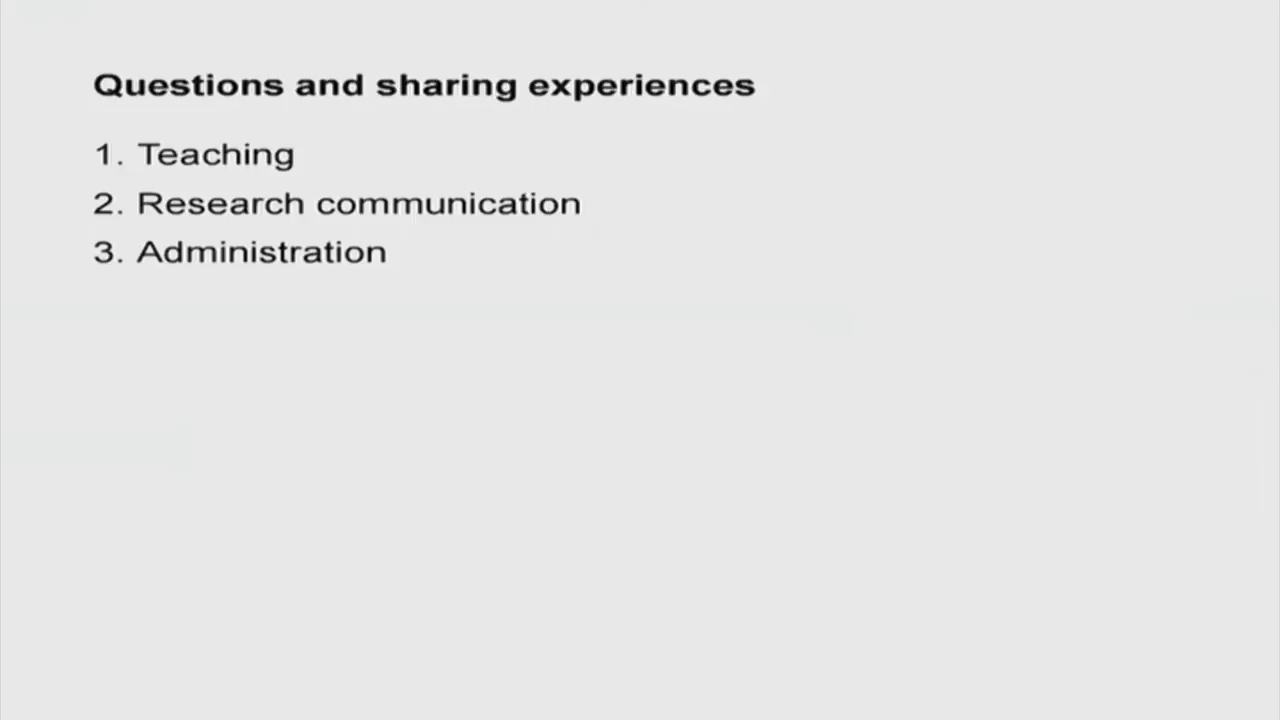 Questions and sharing experiences
1. Teaching
2. Research communication
3. Administration